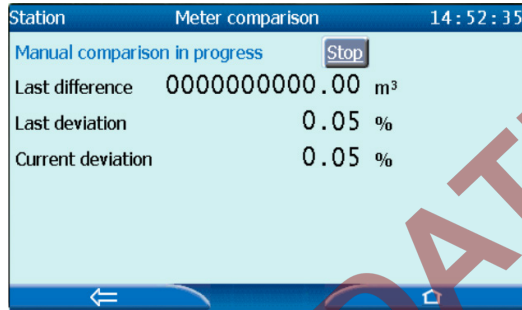 Station Meter comparison 14:52:35
Manual comparison in progress Stop
Last difference 0000000000.00 m³
Last deviation 0.05 %
Current deviation 0.05 %